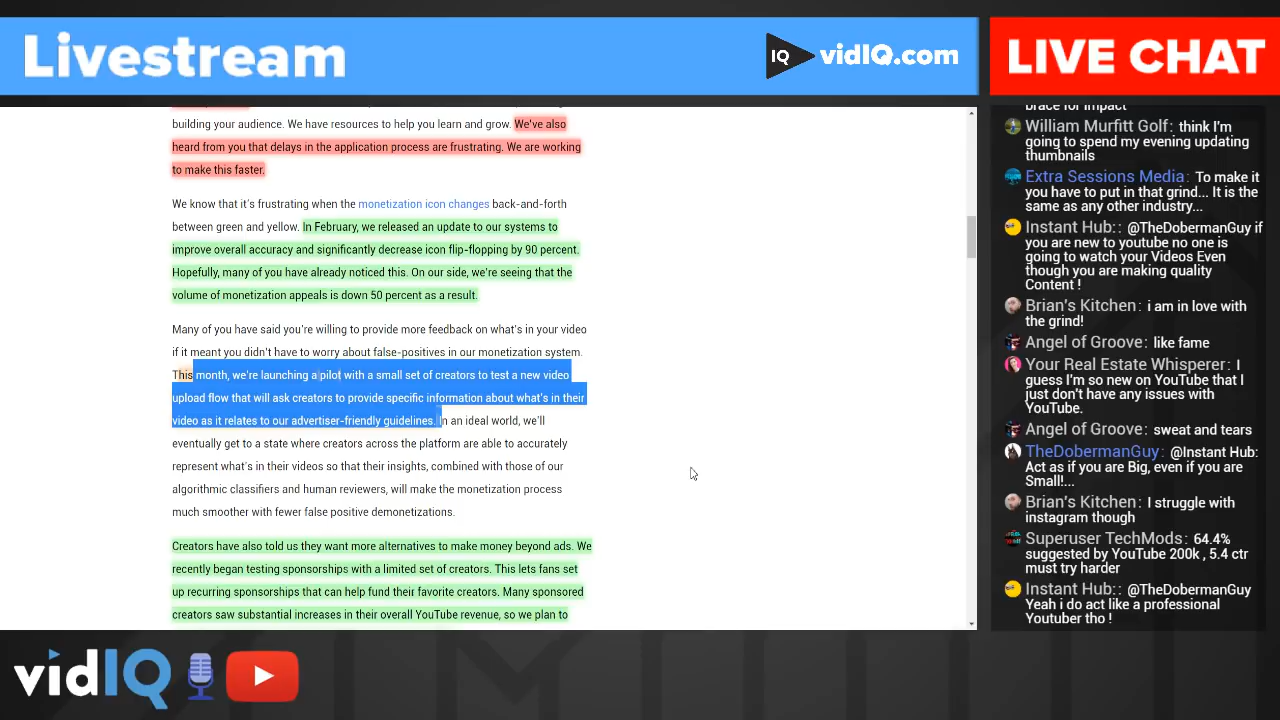 Livestream
IQ
vidIQ.com
LIVE CHAT
building your audience. We have resources to help you learn and grow. We've also
heard from you that delays in the application process are frustrating. We are working
to make this faster.
We know that it's frustrating when the monetization icon changes back-and-forth
between green and yellow. In February, we released an update to our systems to
improve overall accuracy and significantly decrease icon flip-flopping by 90 percent.
Hopefully, many of you have already noticed this. On our side, we're seeing that the
volume of monetization appeals is down 50 percent as a result.
Many of you have said you're willing to provide more feedback on what's in your video
if it meant you didn't have to worry about false-positives in our monetization system.
This month, we're launching a pilot with a small set of creators to test a new video
upload flow that will ask creators to provide specific information about what's in their
video as it relates to our advertiser-friendly guidelines. In an ideal world, we'll
eventually get to a state where creators across the platform are able to accurately
represent what's in their videos so that their insights, combined with those of our
algorithmic classifiers and human reviewers, will make the monetization process
much smoother with fewer false positive demonetizations.
Creators have also told us they want more alternatives to make money beyond ads. We
recently began testing sponsorships with a limited set of creators. This lets fans set
up recurring sponsorships that can help fund their favorite creators. Many sponsored
creators saw substantial increases in their overall YouTube revenue, so we plan to
brace for impact
William Murfitt Golf: think I'm
going to spend my evening updating
thumbnails
Extra Sessions Media: To make it
you have to put in that grind... It is the
same as any other industry...
Instant Hub:: @TheDobermanGuy if
you are new to youtube no one is
going to watch your Videos Even
though you are making quality
Content !
Brian's Kitchen: i am in love with
the grind!
Angel of Groove: like fame
Your Real Estate Whisperer: I
guess I'm so new on YouTube that I
just don't have any issues with
YouTube.
Angel of Groove: sweat and tears
TheDobermanGuy: @Instant Hub:
Act as if you are Big, even if you are
Small!...
Brian's Kitchen: I struggle with
instagram though
Superuser TechMods: 64.4%
suggested by YouTube 200k , 5.4 ctr
must try harder
Instant Hub:: @TheDobermanGuy
Yeah i do act like a professional
Youtuber tho !
vidIQ